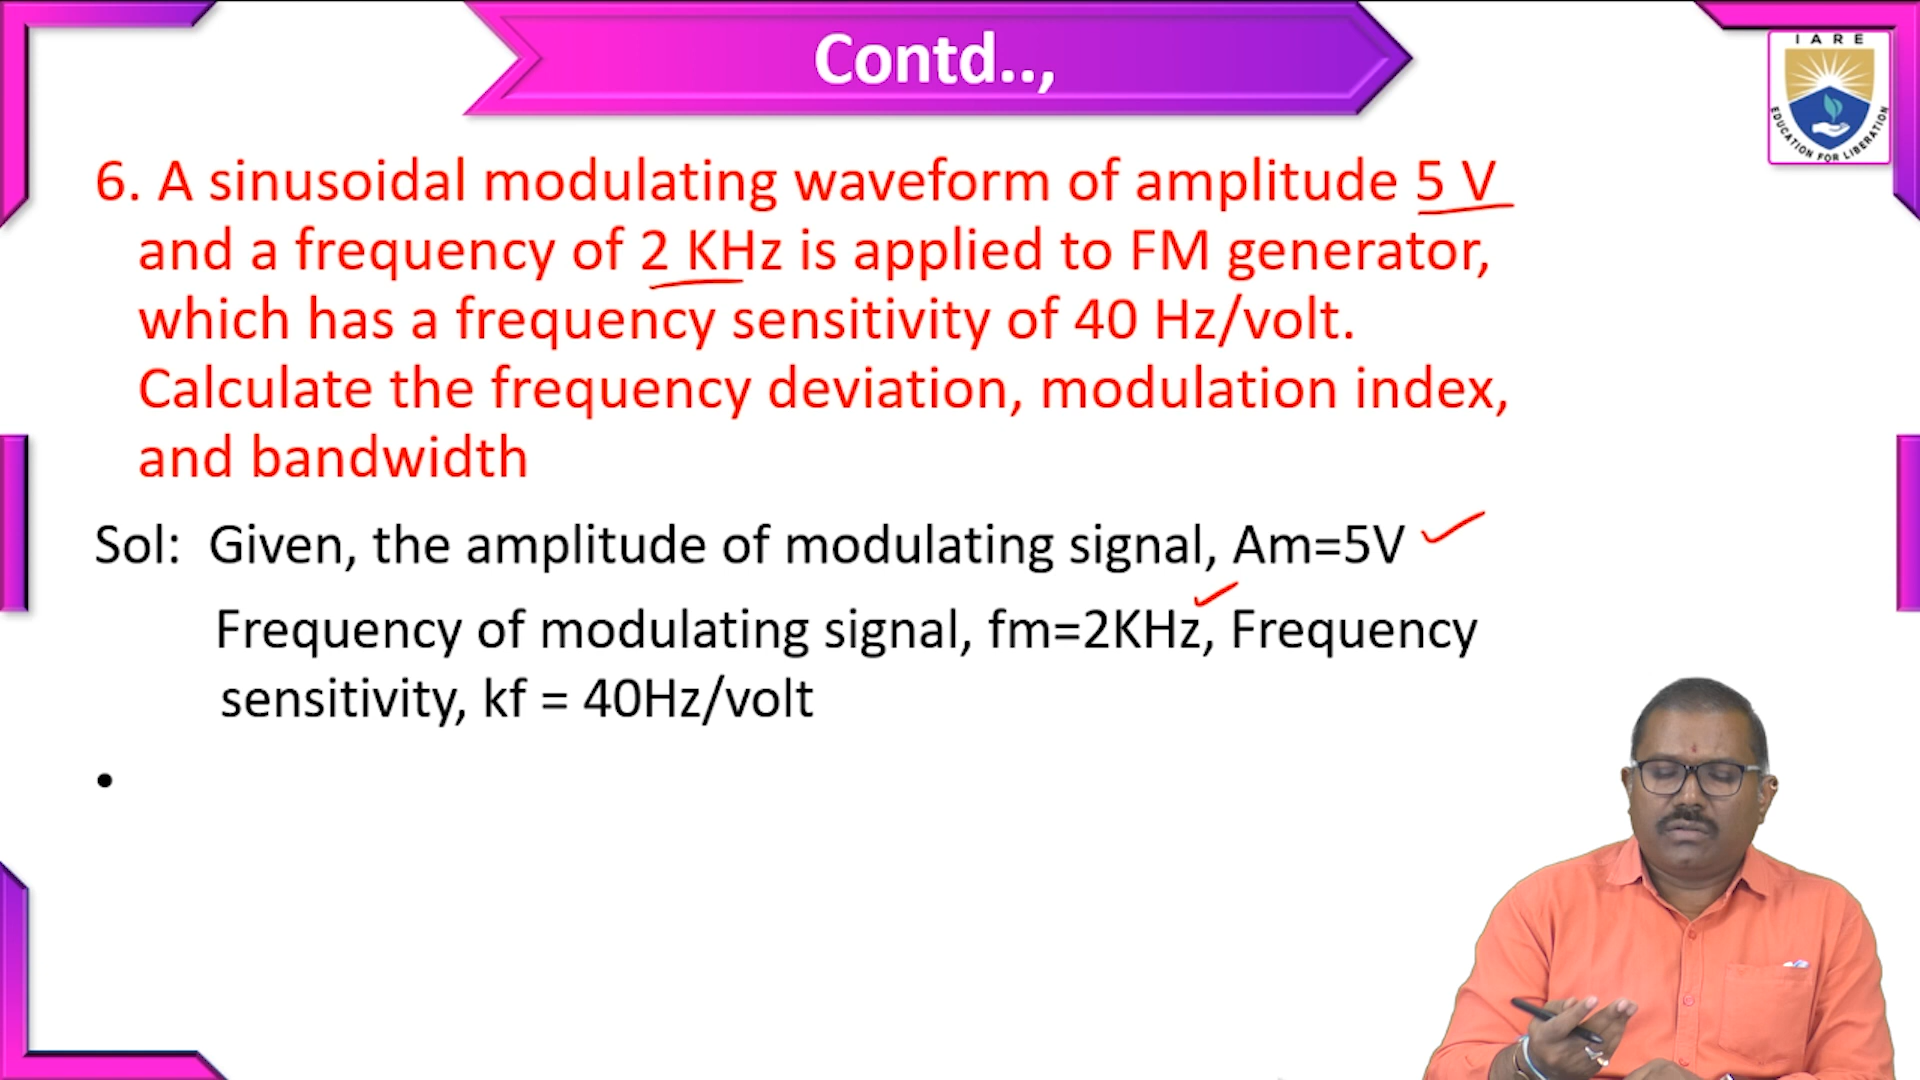 Contd..,
I A R E
EDUCATION FOR LIBERATION
6. A sinusoidal modulating waveform of amplitude 5 V
and a frequency of 2 KHz is applied to FM generator,
which has a frequency sensitivity of 40 Hz/volt.
Calculate the frequency deviation, modulation index,
and bandwidth
Sol: Given, the amplitude of modulating signal, Am=5V
Frequency of modulating signal, fm=2KHz, Frequency
sensitivity, kf = 40Hz/volt